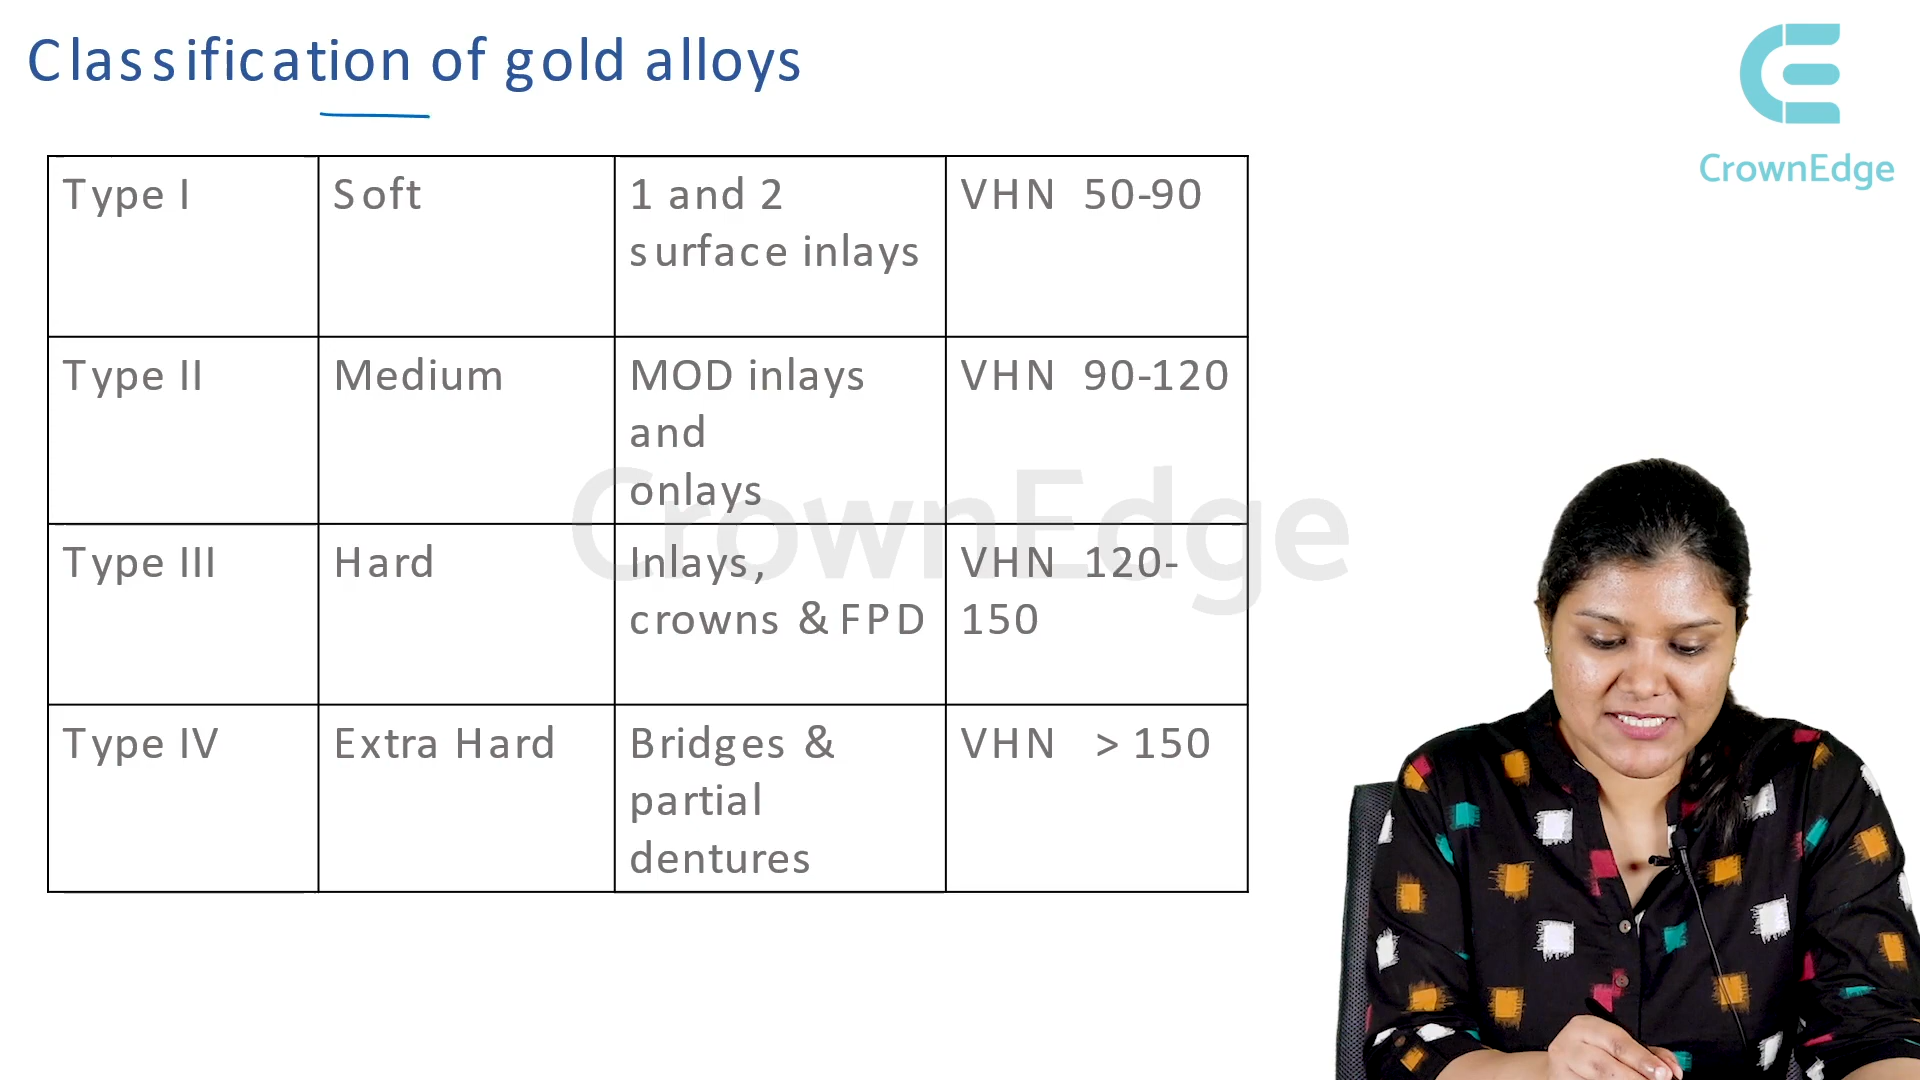 Classification of gold alloys
CrownEdge
Type I
Soft
1 and 2
surface inlays
VHN 50-90
Type II
Medium
MOD inlays
and
onlays
VHN 90-120
Type III
Hard
Inlays,
crowns & FPD
VHN 120-
150
Type IV
Extra Hard
Bridges &
partial
dentures
VHN > 150
CrownEdge